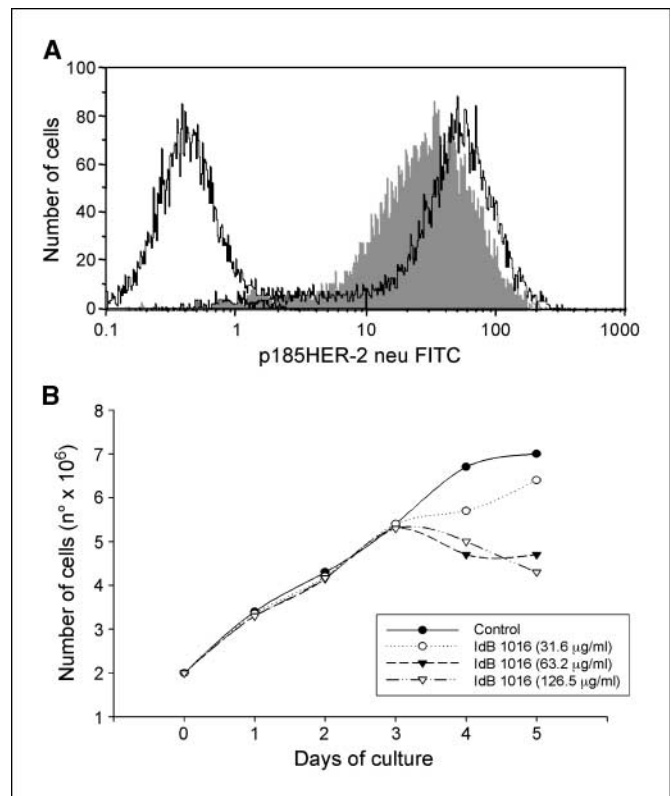 A
100
80
60
40
20
0
Number of cells
0.1 1 10 100 1000
p185HER-2 neu FITC
B
8
7
6
5
4
3
2
1
Number of cells (n° x 10⁶)
Control
IdB 1016 (31.6 µg/ml)
IdB 1016 (63.2 µg/ml)
IdB 1016 (126.5 µg/ml)
0 1 2 3 4 5
Days of culture